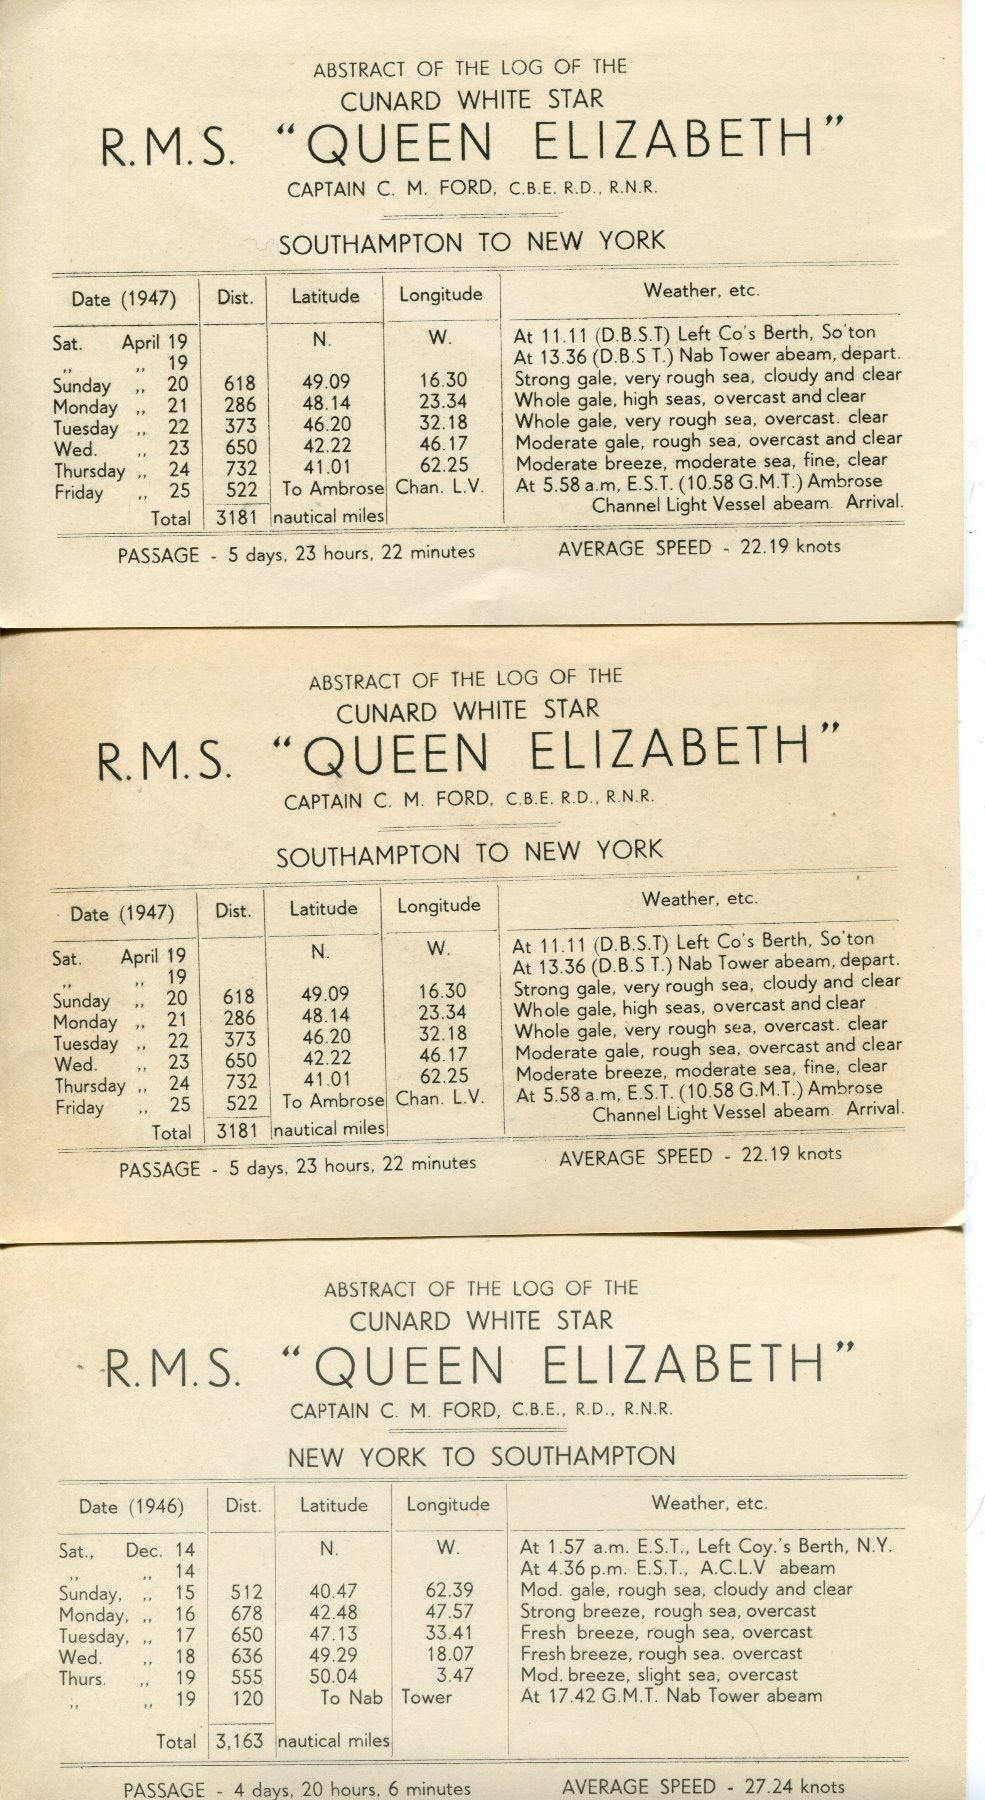 ABSTRACT OF THE LOG OF THE
CUNARD WHITE STAR
R.M.S. "QUEEN ELIZABETH"
CAPTAIN C. M. FORD, C.B.E. R.D., R.N.R.
SOUTHAMPTON TO NEW YORK
Date (1947) Dist. Latitude Longitude Weather, etc.
Sat. April 19 N. W. At 11.11 (D.B.S.T) Left Co's Berth, So'ton
,, ,, 19 At 13.36 (D.B.S T.) Nab Tower abeam, depart.
Sunday ,, 20 618 49.09 16.30 Strong gale, very rough sea, cloudy and clear
Monday ,, 21 286 48.14 23.34 Whole gale, high seas, overcast and clear
Tuesday ,, 22 373 46.20 32.18 Whole gale, very rough sea, overcast. clear
Wed. ,, 23 650 42.22 46.17 Moderate gale, rough sea, overcast and clear
Thursday ,, 24 732 41.01 62.25 Moderate breeze, moderate sea, fine, clear
Friday ,, 25 522 To Ambrose Chan. L.V. At 5.58 a.m, E.S.T. (10.58 G.M.T.) Ambrose
Channel Light Vessel abeam. Arrival.
Total 3181 nautical miles
PASSAGE - 5 days, 23 hours, 22 minutes AVERAGE SPEED - 22.19 knots
ABSTRACT OF THE LOG OF THE
CUNARD WHITE STAR
R.M.S. "QUEEN ELIZABETH"
CAPTAIN C. M. FORD, C.B.E. R.D., R.N.R.
SOUTHAMPTON TO NEW YORK
Date (1947) Dist. Latitude Longitude Weather, etc.
Sat. April 19 N. W. At 11.11 (D.B.S.T) Left Co's Berth, So'ton
,, ,, 19 At 13.36 (D.B.S T.) Nab Tower abeam, depart.
Sunday ,, 20 618 49.09 16.30 Strong gale, very rough sea, cloudy and clear
Monday ,, 21 286 48.14 23.34 Whole gale, high seas, overcast and clear
Tuesday ,, 22 373 46.20 32.18 Whole gale, very rough sea, overcast. clear
Wed. ,, 23 650 42.22 46.17 Moderate gale, rough sea, overcast and clear
Thursday ,, 24 732 41.01 62.25 Moderate breeze, moderate sea, fine, clear
Friday ,, 25 522 To Ambrose Chan. L.V. At 5.58 a.m, E.S.T. (10.58 G.M.T.) Ambrose
Channel Light Vessel abeam. Arrival.
Total 3181 nautical miles
PASSAGE - 5 days, 23 hours, 22 minutes AVERAGE SPEED - 22.19 knots
ABSTRACT OF THE LOG OF THE
CUNARD WHITE STAR
R.M.S. "QUEEN ELIZABETH"
CAPTAIN C. M. FORD, C.B.E., R.D., R.N.R.
NEW YORK TO SOUTHAMPTON
Date (1946) Dist. Latitude Longitude Weather, etc.
Sat., Dec. 14 N. W. At 1.57 a.m. E.S.T., Left Coy.'s Berth, N.Y.
,, ,, 14 At 4.36 p.m. E.S.T., A.C.L.V abeam
Sunday, ,, 15 512 40.47 62.39 Mod. gale, rough sea, cloudy and clear
Monday, ,, 16 678 42.48 47.57 Strong breeze, rough sea, overcast
Tuesday, ,, 17 650 47.13 33.41 Fresh breeze, rough sea, overcast
Wed. ,, 18 636 49.29 18.07 Fresh breeze, rough sea. overcast
Thurs. ,, 19 555 50.04 3.47 Mod. breeze, slight sea, overcast
,, ,, 19 120 To Nab Tower At 17.42 G.M.T. Nab Tower abeam
Total 3,163 nautical miles
PASSAGE - 4 days, 20 hours, 6 minutes AVERAGE SPEED - 27.24 knots